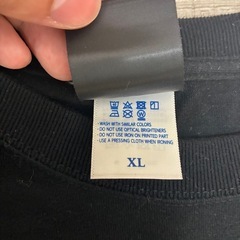 ·WASH WITH SIMILAR COLORS
·DO NOT USE OPTICAL BRIGHTENERS
·DO NOT USE IRON ON PRINTED PART
·USE A PRESSING CLOTH WHEN IRONING
XL